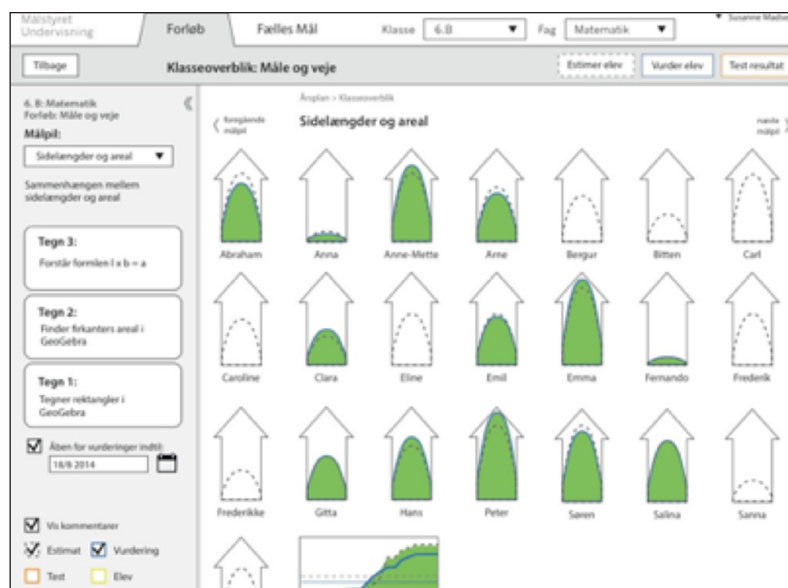 Målstyret
Undervisning
Forløb
Fælles Mål
Klasse 6.B
Fag Matematik
Susanne Madse
Tilbage
Klasseoverblik: Måle og veje
Estimer elev
Vurder elev
Test resultat
6. B: Matematik
Forløb: Måle og veje
Målpil:
Sidelængder og areal
Sammenhængen mellem
sidelængder og areal
Tegn 3:
Forstår formlen l x b = a
Tegn 2:
Finder firkanters areal i
GeoGebra
Tegn 1:
Tegner rektangler i
GeoGebra
Åben for vurderinger indtil:
18/8 2014
Vis kommentarer
Estimat Vurdering
Test Elev
Årsplan > Klasseoverblik
foregående
målpil
Sidelængder og areal
næste
målpil
Abraham Anna Anne-Mette Arne Bergur Bitten Carl
Caroline Clara Eline Emil Emma Fernando Frederik
Frederikke Gitta Hans Peter Søren Salina Sanna